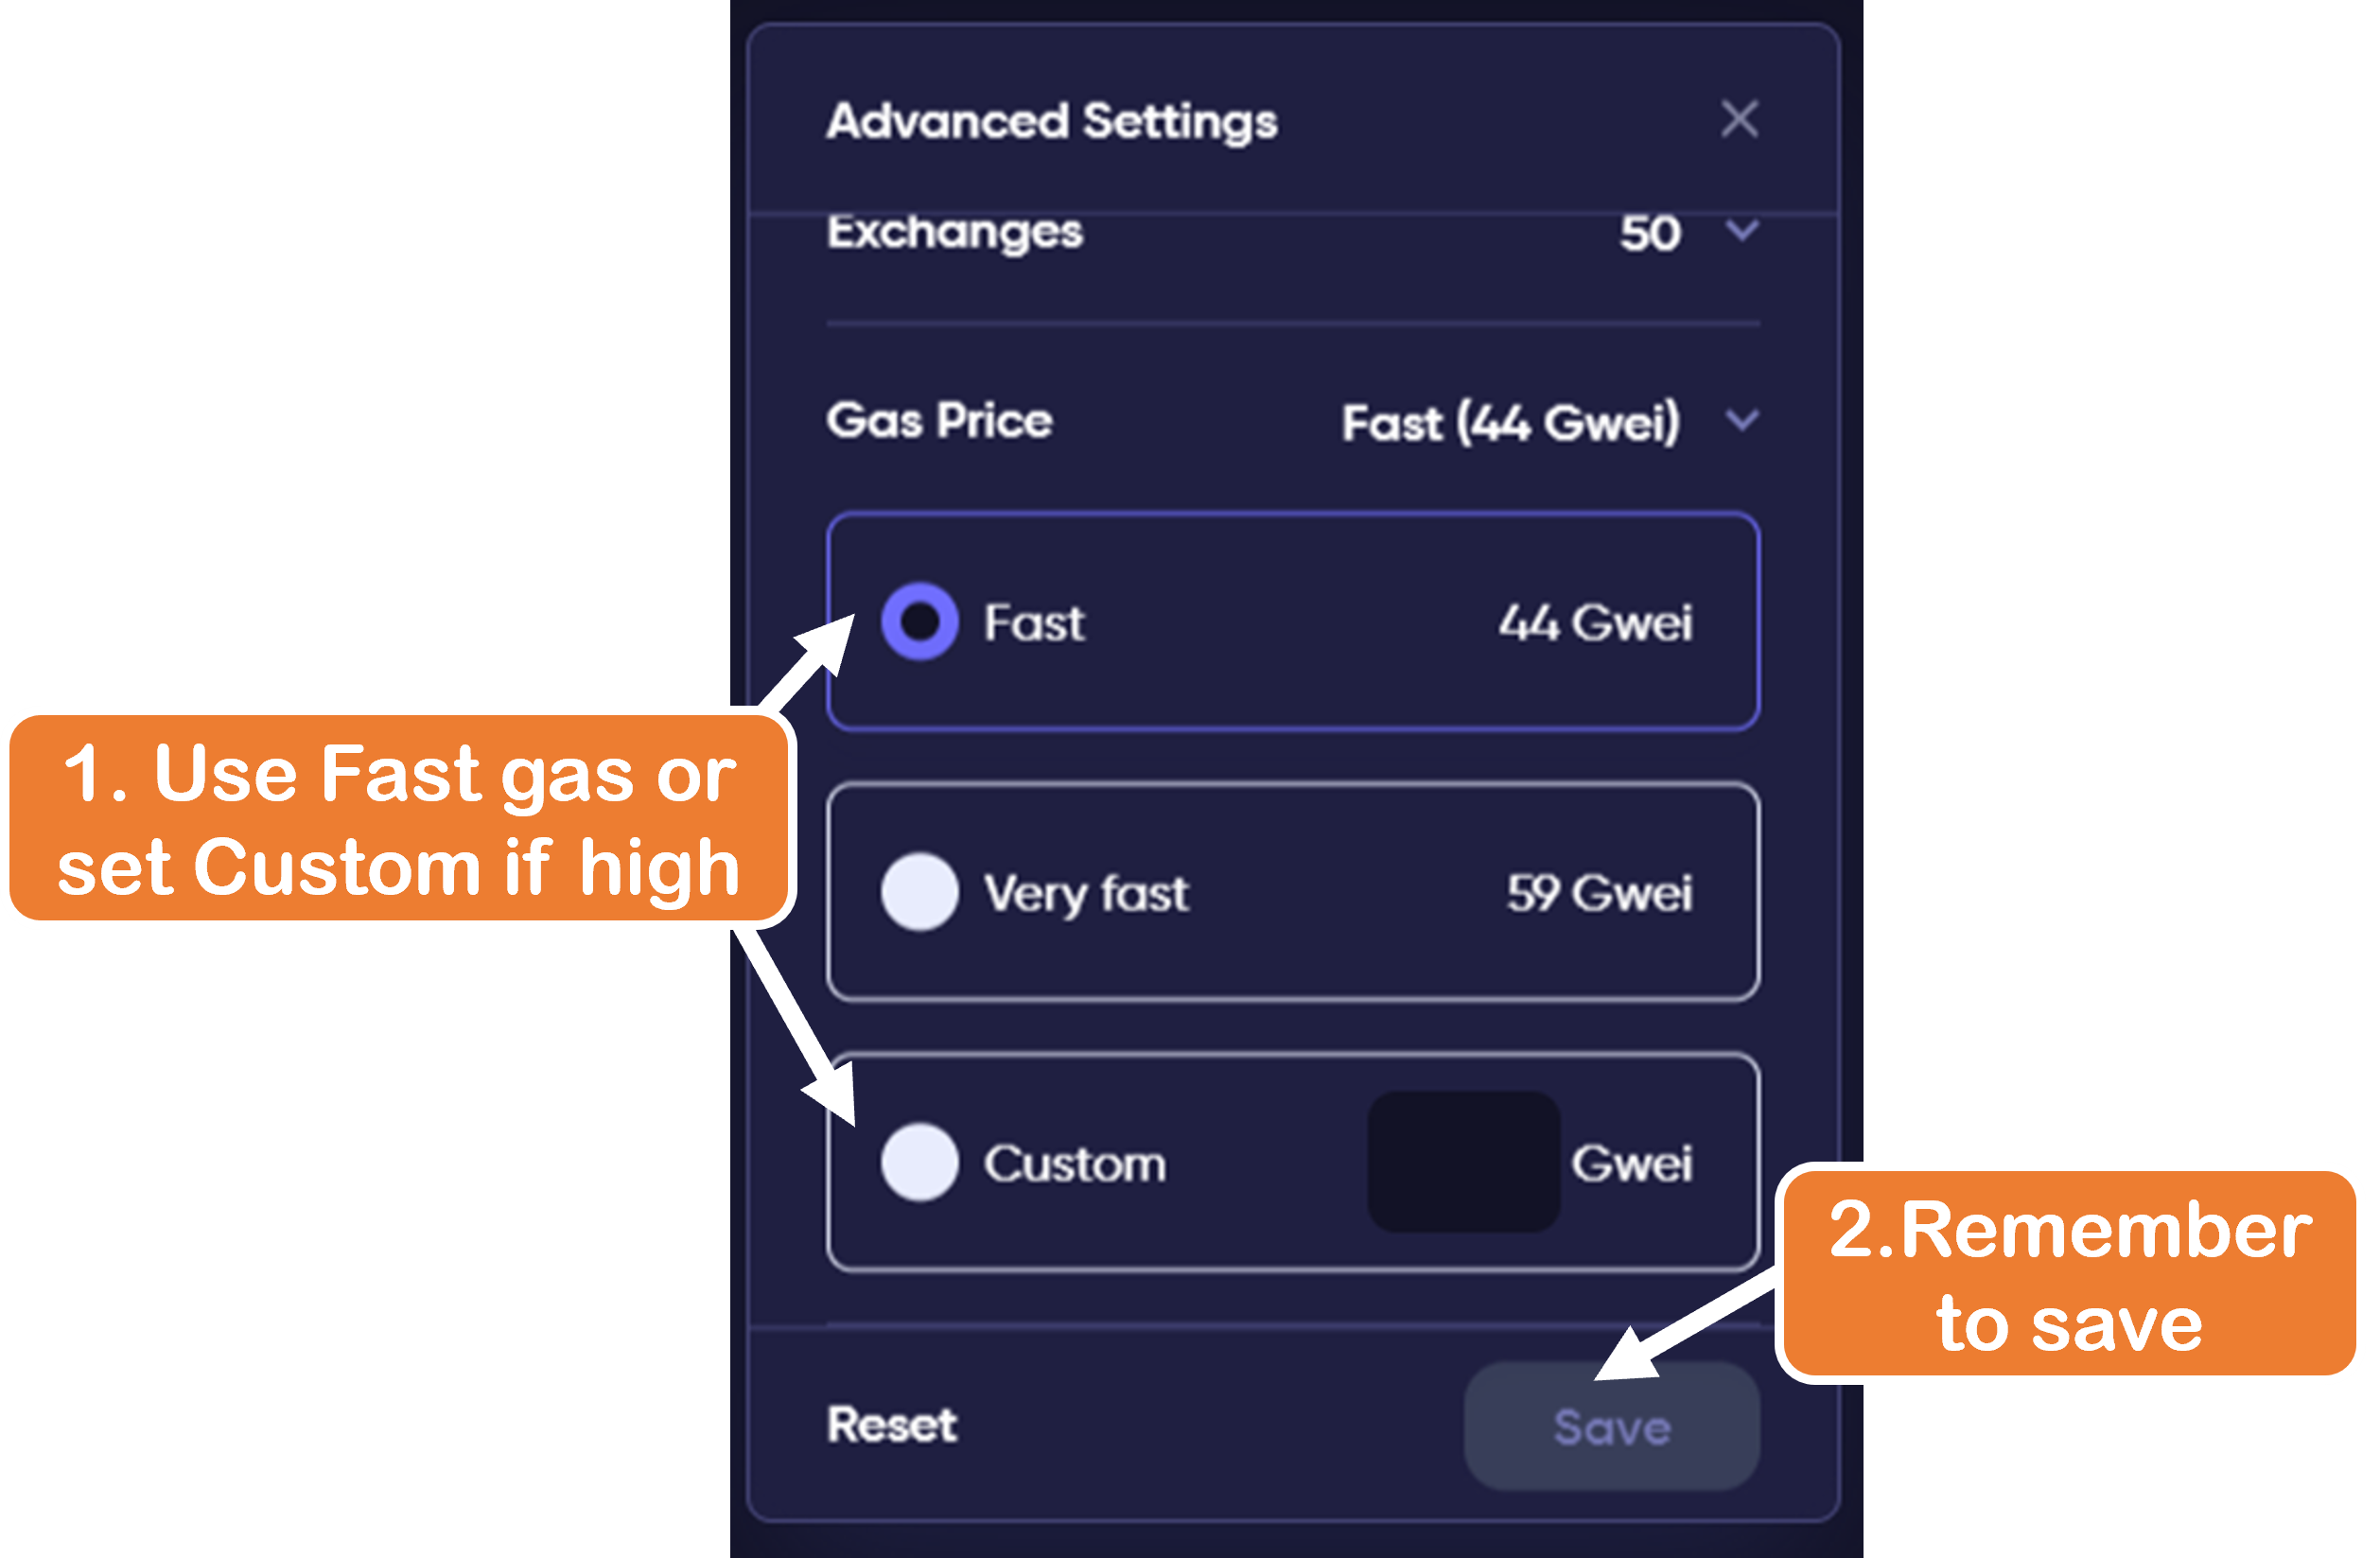 Advanced Settings
Exchanges 50
Gas Price Fast (44 Gwei)
Fast 44 Gwei
1. Use Fast gas or
set Custom if high
Very fast 59 Gwei
Custom Gwei
2.Remember
to save
Reset Save